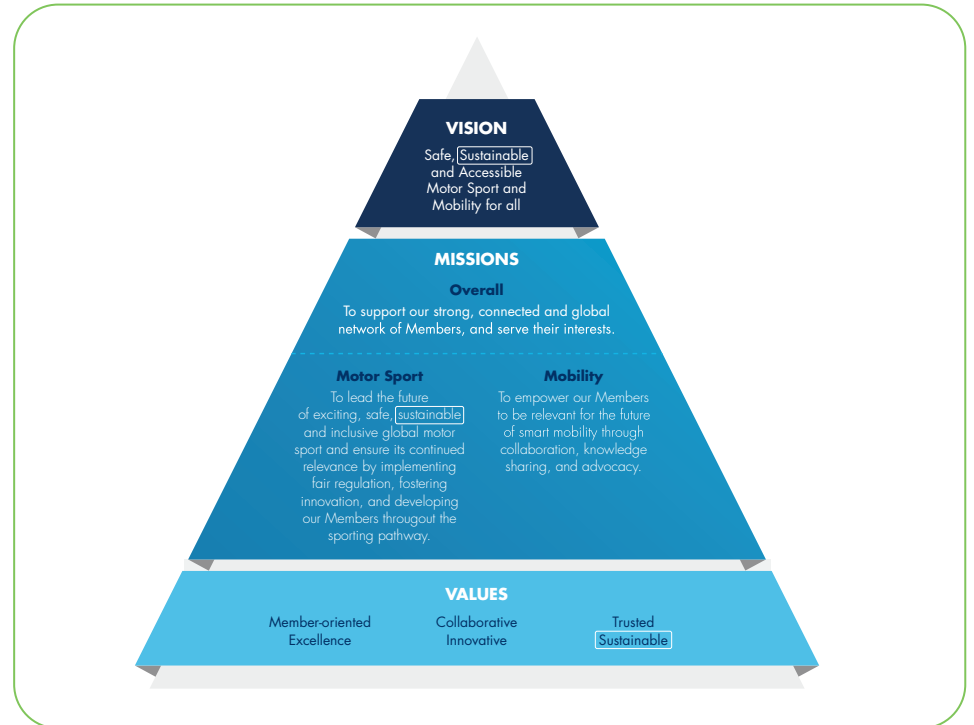 VISION
Safe, Sustainable
and Accessible
Motor Sport and
Mobility for all
MISSIONS
Overall
To support our strong, connected and global
network of Members, and serve their interests.
Motor Sport
To lead the future
of exciting, safe, sustainable
and inclusive global motor
sport and ensure its continued
relevance by implementing
fair regulation, fostering
innovation, and developing
our Members througout the
sporting pathway.
Mobility
To empower our Members
to be relevant for the future
of smart mobility through
collaboration, knowledge
sharing, and advocacy.
VALUES
Member-oriented
Excellence
Collaborative
Innovative
Trusted
Sustainable